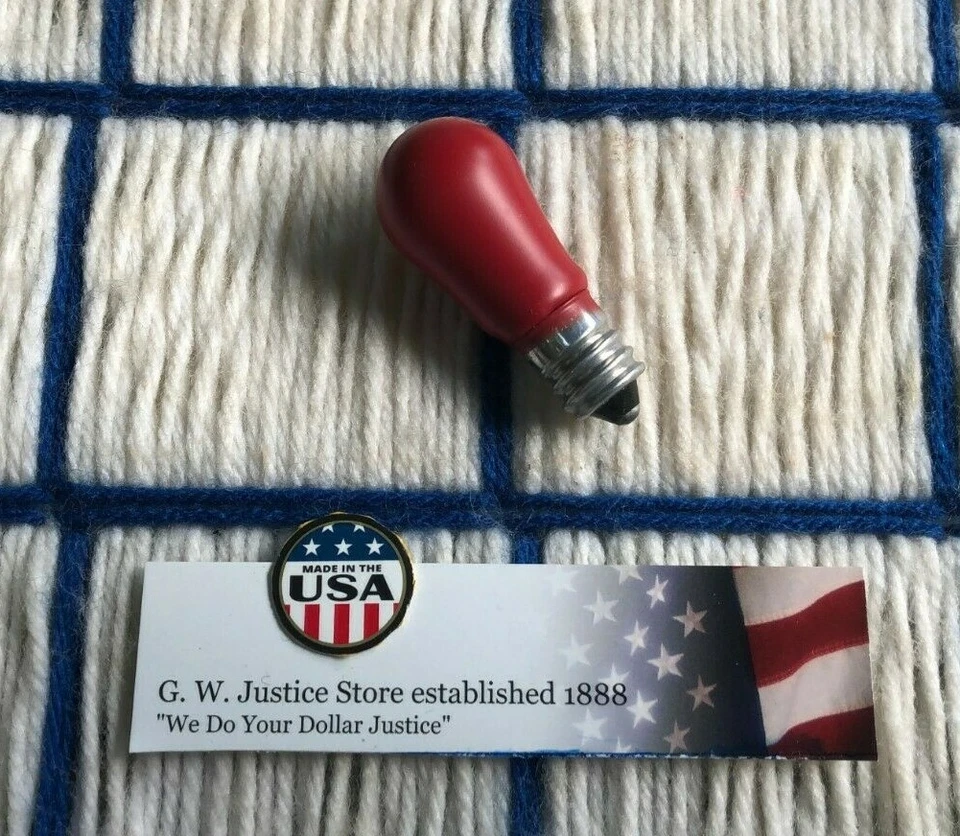 MADE IN THE
USA
G. W. Justice Store established 1888
"We Do Your Dollar Justice"